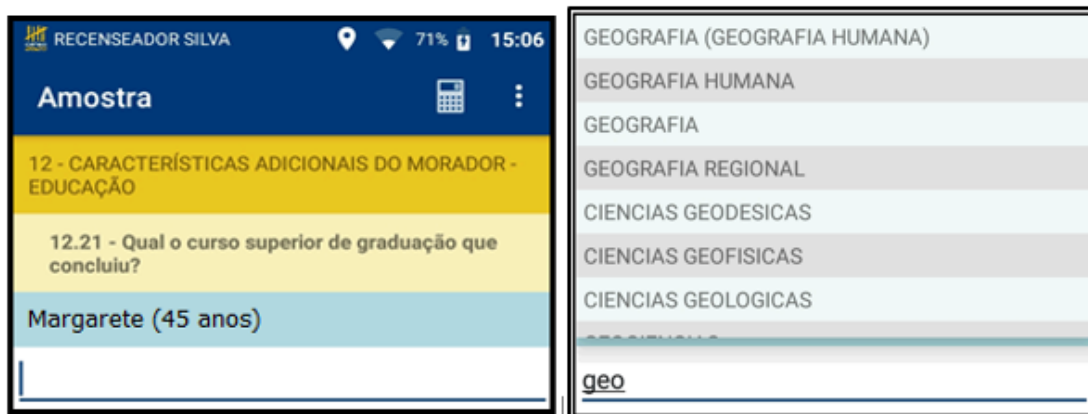 RECENSEADOR SILVA 71% 15:06
Amostra
12 - CARACTERÍSTICAS ADICIONAIS DO MORADOR -
EDUCAÇÃO
12.21 - Qual o curso superior de graduação que
concluiu?
Margarete (45 anos)
GEOGRAFIA (GEOGRAFIA HUMANA)
GEOGRAFIA HUMANA
GEOGRAFIA
GEOGRAFIA REGIONAL
CIENCIAS GEODESICAS
CIENCIAS GEOFISICAS
CIENCIAS GEOLOGICAS
geo